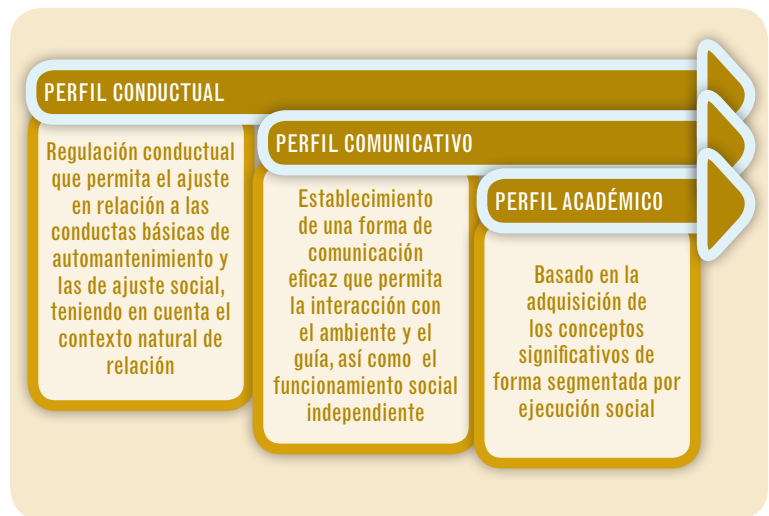 PERFIL CONDUCTUAL
Regulación conductual
que permita el ajuste
en relación a las
conductas básicas de
automantenimiento y
las de ajuste social,
teniendo en cuenta el
contexto natural de
relación
PERFIL COMUNICATIVO
Establecimiento
de una forma de
comunicación
eficaz que permita
la interacción con
el ambiente y el
guía, así como el
funcionamiento social
independiente
PERFIL ACADÉMICO
Basado en la
adquisición de
los conceptos
significativos de
forma segmentada por
ejecución social